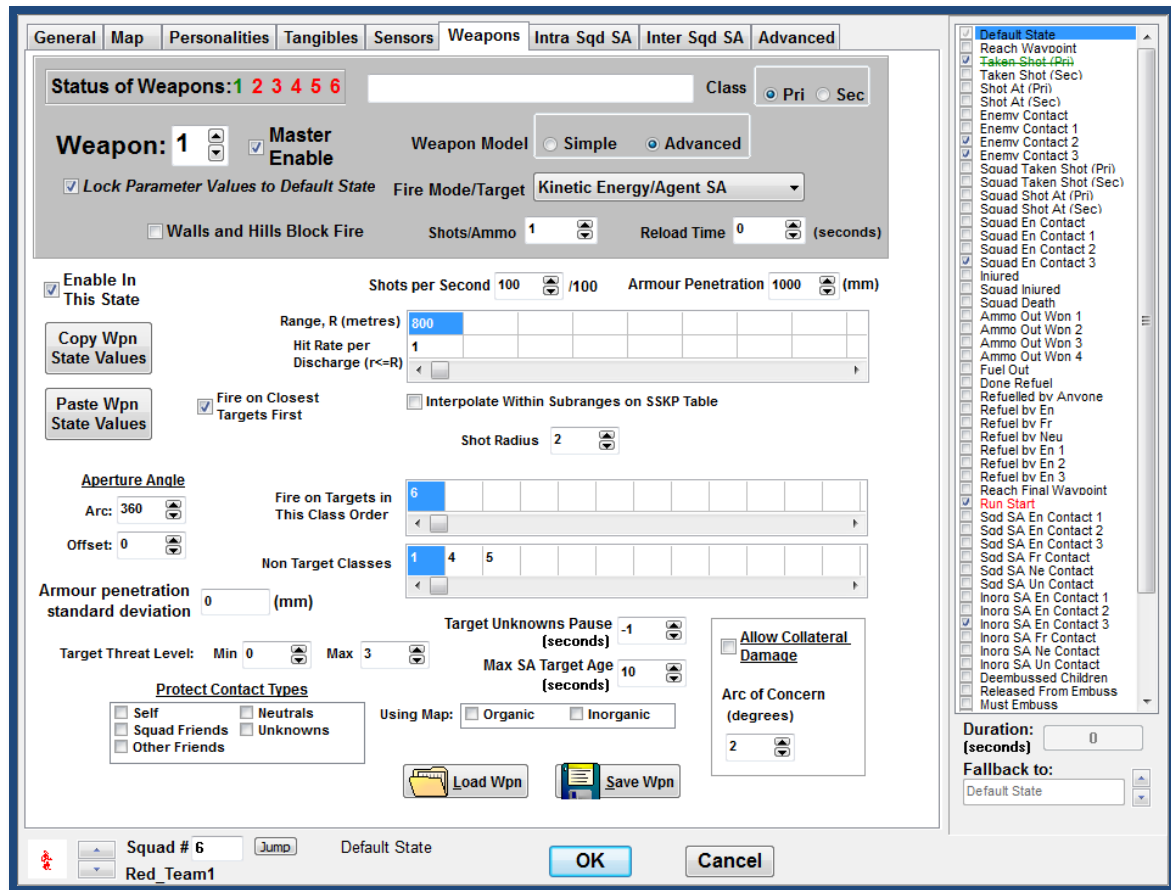 General Map Personalities Tangibles Sensors Weapons Intra Sqd SA Inter Sqd SA Advanced
Status of Weapons: 1 2 3 4 5 6
Class Pri Sec
Weapon: 1
Master Enable
Weapon Model Simple Advanced
Lock Parameter Values to Default State
Fire Mode/Target Kinetic Energy/Agent SA
Walls and Hills Block Fire
Shots/Ammo 1
Reload Time 0 (seconds)
Enable In
This State
Shots per Second 100 /100
Armour Penetration 1000 (mm)
Copy Wpn
State Values
Range, R (metres) 800
Hit Rate per
Discharge (r<=R) 1
Paste Wpn
State Values
Fire on Closest
Targets First
Interpolate Within Subranges on SSKP Table
Shot Radius 2
Aperture Angle
Arc: 360
Offset: 0
Fire on Targets in
This Class Order 6
Non Target Classes 1 4 5
Armour penetration
standard deviation 0 (mm)
Target Threat Level: Min 0 Max 3
Target Unknowns Pause
(seconds) -1
Max SA Target Age
(seconds) 10
Allow Collateral
Damage
Arc of Concern
(degrees)
2
Protect Contact Types
Self Neutrals
Squad Friends Unknowns
Other Friends
Using Map: Organic Inorganic
Load Wpn Save Wpn
Squad # 6 Jump Default State
Red_Team1
OK Cancel
Default State
Reach Waypoint
Taken Shot (Pri)
Taken Shot (Sec)
Shot At (Pri)
Shot At (Sec)
Enemy Contact
Enemy Contact 1
Enemy Contact 2
Enemy Contact 3
Squad Taken Shot (Pri)
Squad Taken Shot (Sec)
Squad Shot At (Pri)
Squad Shot At (Sec)
Squad En Contact
Squad En Contact 1
Squad En Contact 2
Squad En Contact 3
Injured
Squad Injured
Squad Death
Ammo Out Wpn 1
Ammo Out Wpn 2
Ammo Out Wpn 3
Ammo Out Wpn 4
Fuel Out
Done Refuel
Refuelled by Anyone
Refuel by En
Refuel by Fr
Refuel by Neu
Refuel by En 1
Refuel by En 2
Refuel by En 3
Reach Final Waypoint
Run Start
Sqd SA En Contact 1
Sqd SA En Contact 2
Sqd SA En Contact 3
Sqd SA Fr Contact
Sqd SA Ne Contact
Sqd SA Un Contact
Inorg SA En Contact 1
Inorg SA En Contact 2
Inorg SA En Contact 3
Inorg SA Fr Contact
Inorg SA Ne Contact
Inorg SA Un Contact
Deembussed Children
Released From Embuss
Must Embuss
Duration:
(seconds) 0
Fallback to:
Default State